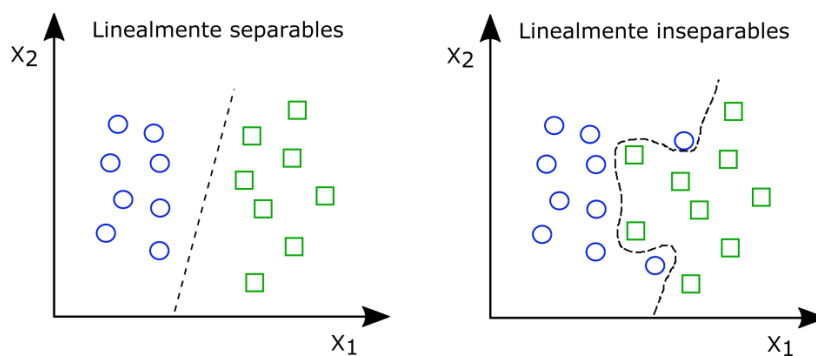 Linealmente separables
X2
X1
Linealmente inseparables
X2
X1